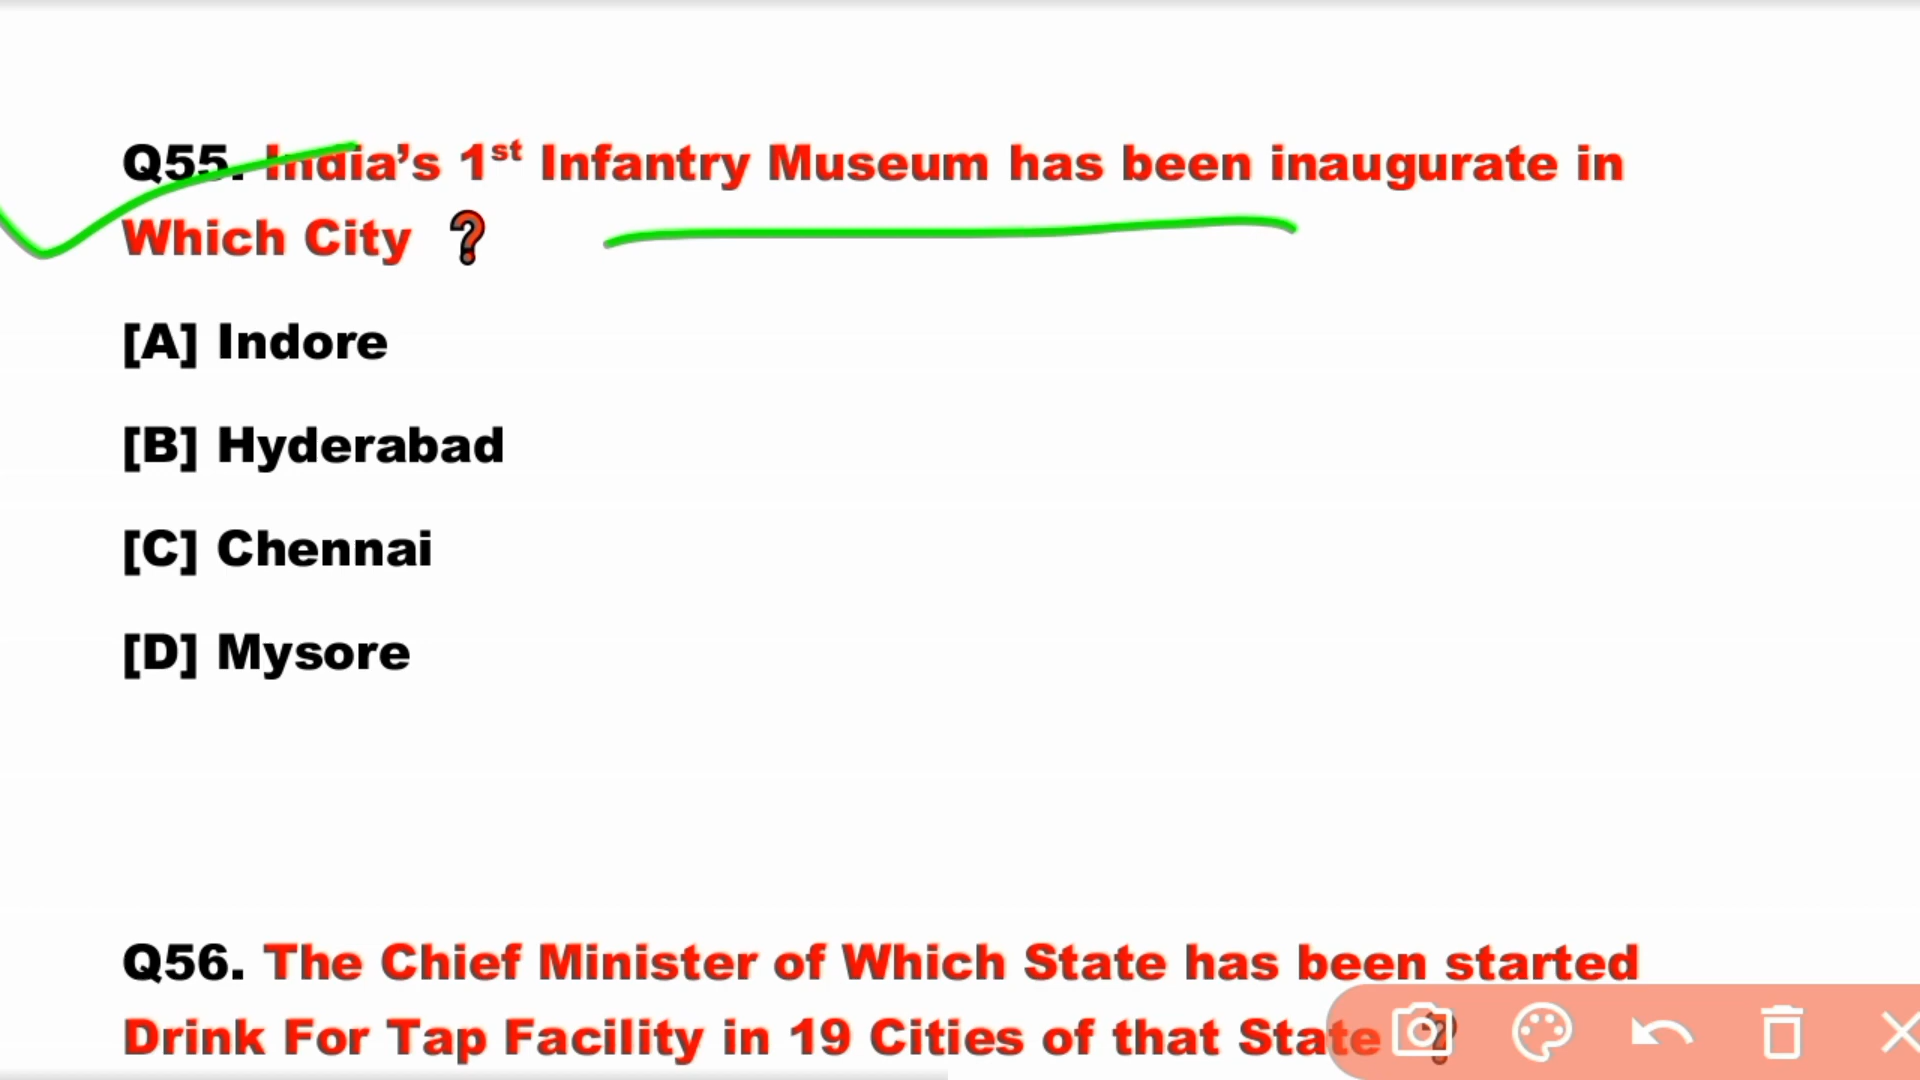 Q55. India’s 1st Infantry Museum has been inaugurate in
Which City ?
[A] Indore
[B] Hyderabad
[C] Chennai
[D] Mysore
Q56. The Chief Minister of Which State has been started
Drink For Tap Facility in 19 Cities of that State ?